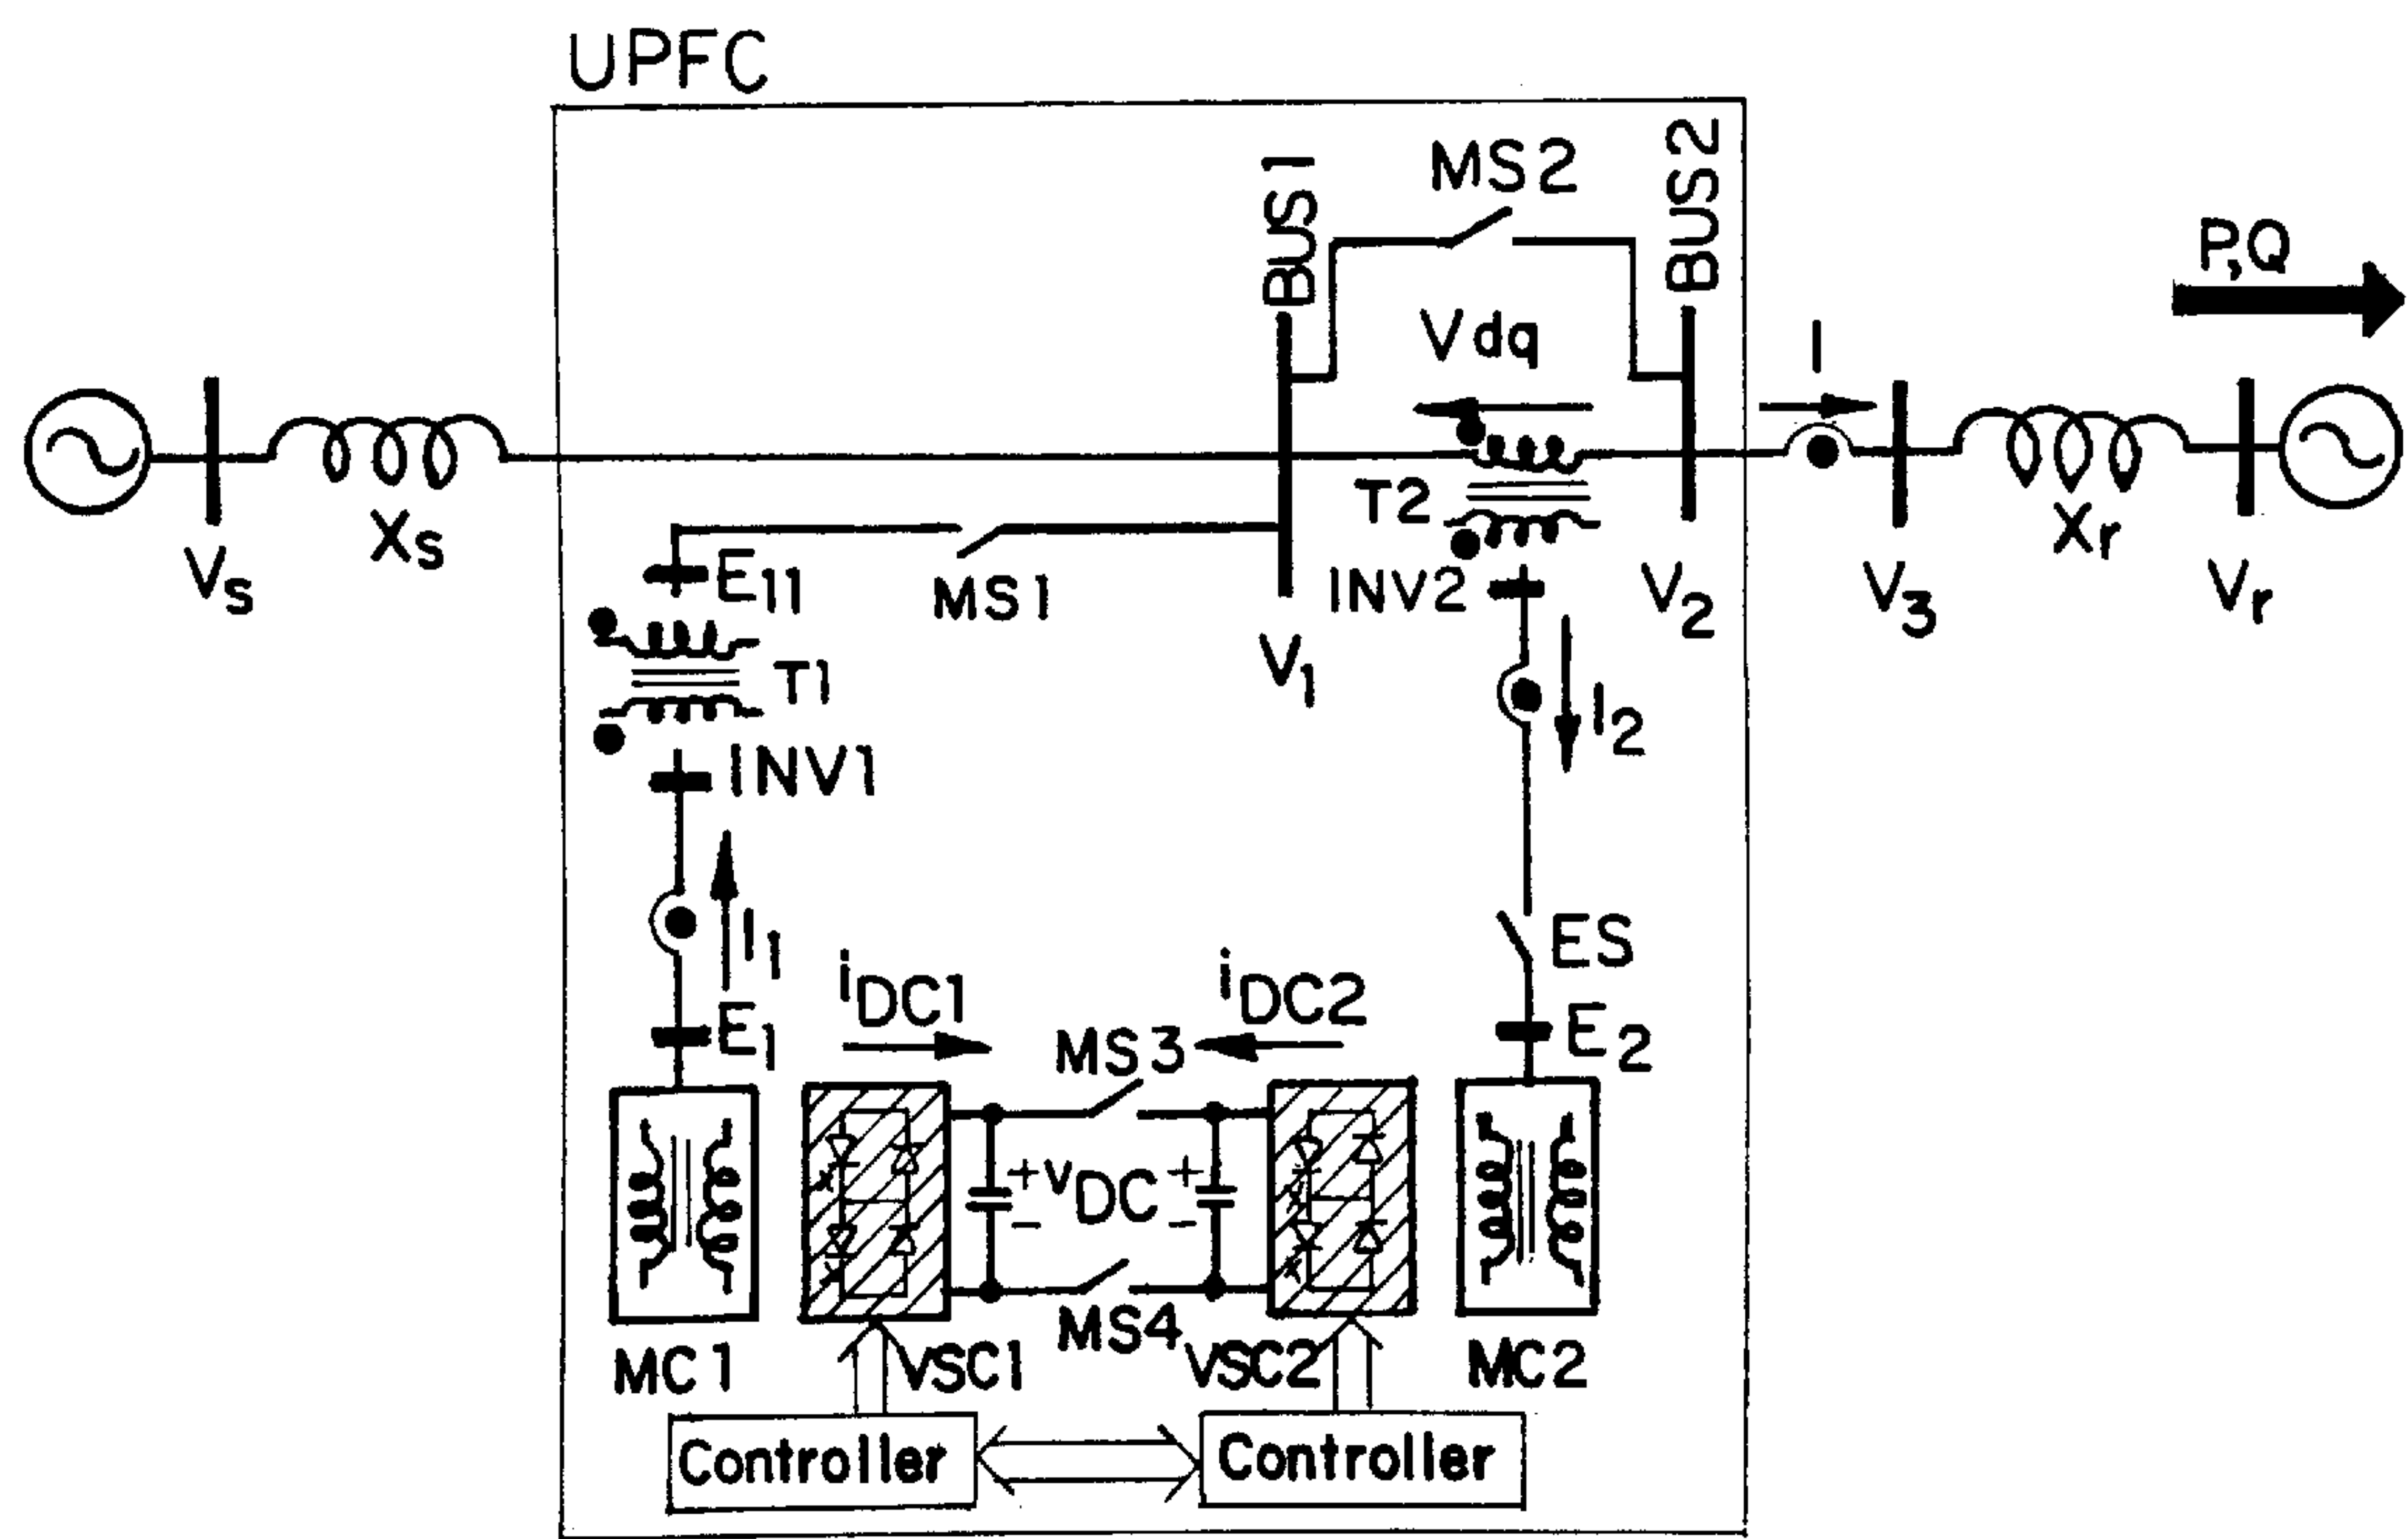 UPFC
BUS1
MS2
BUS2
P,Q
Vdq
I
Vs
Xs
T2
Xr
E11
MS1
INV2
V2
V3
Vr
T1
V1
I2
INV1
I1
ES
iDC1
iDC2
E1
MS3
E2
+ vDC +
- -
MS4
MC1
VSC1
VSC2
MC2
Controller
Controller